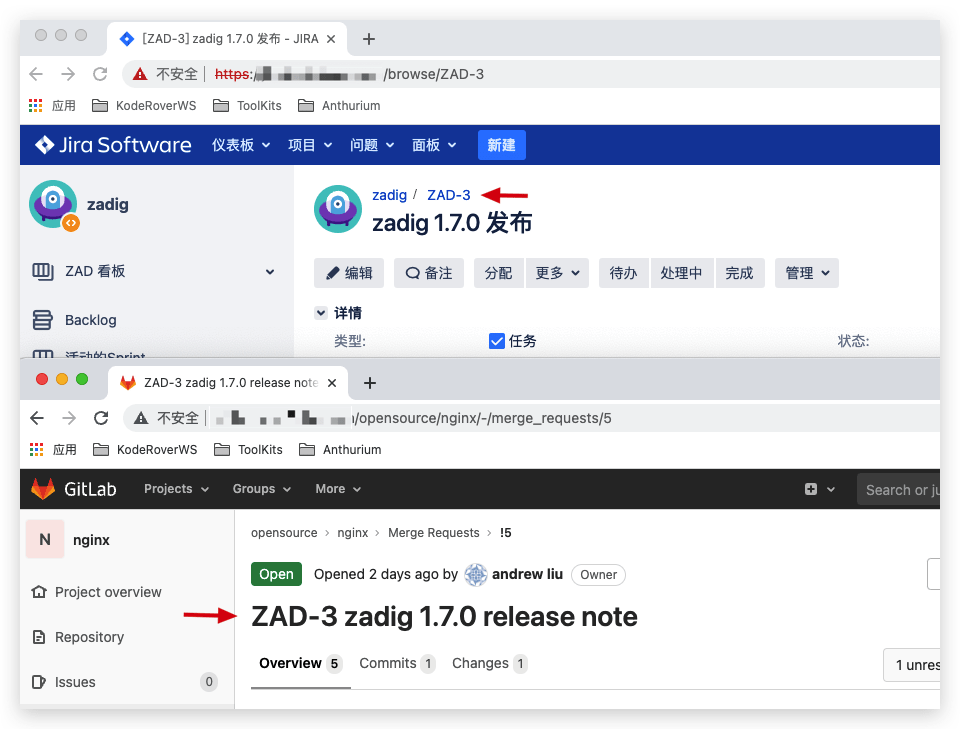 [ZAD-3] zadig 1.7.0 发布 - JIRA
不安全 https:/ /browse/ZAD-3
应用 KodeRoverWS ToolKits Anthurium
Jira Software 仪表板 项目 问题 面板 新建
zadig
zadig / ZAD-3
zadig 1.7.0 发布
编辑 备注 分配 更多 待办 处理中 完成 管理
ZAD 看板
Backlog
活动的Sprint
详情
类型: 任务 状态:
ZAD-3 zadig 1.7.0 release note
不安全 /opensource/nginx/-/merge_requests/5
应用 KodeRoverWS ToolKits Anthurium
GitLab Projects Groups More Search or ju
N nginx
opensource › nginx › Merge Requests › !5
Open Opened 2 days ago by andrew liu Owner
Project overview
ZAD-3 zadig 1.7.0 release note
Repository
Overview 5 Commits 1 Changes 1
1 unres
Issues 0